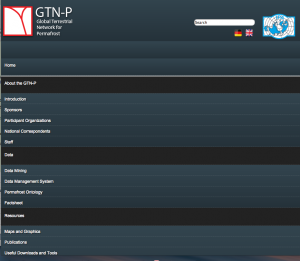 GTN-P
Global Terrestrial
Network for
Permafrost
Search
Home
About the GTN-P
Introduction
Sponsors
Participant Organizations
National Correspondents
Staff
Data
Data Mining
Data Management System
Permafrost Ontology
Factsheet
Resources
Maps and Graphics
Publications
Useful Downloads and Tools